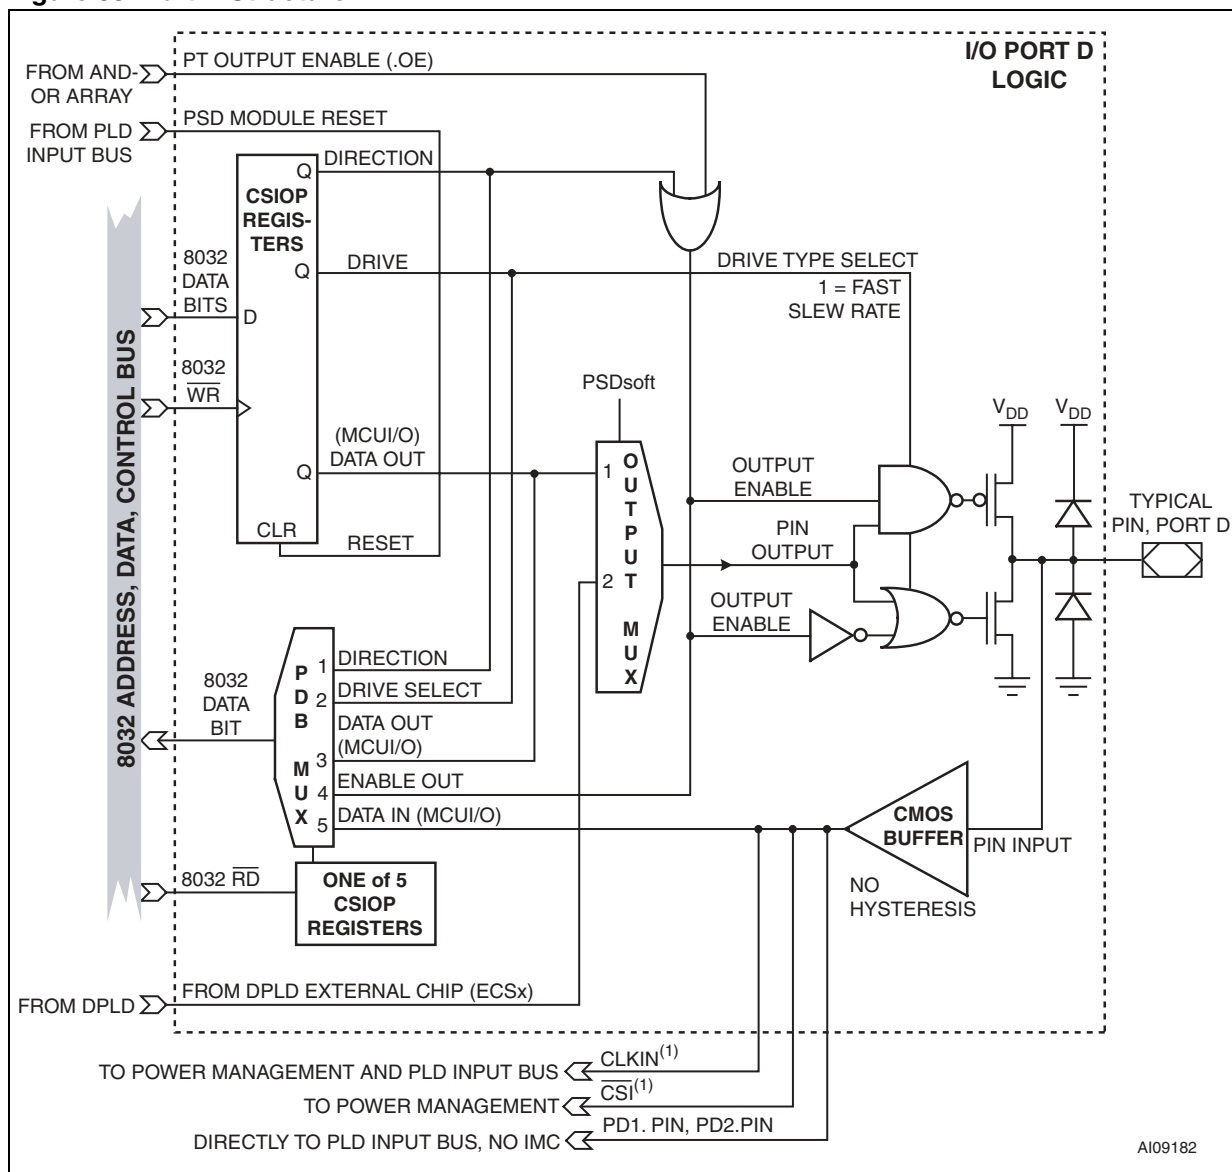 I/O PORT D
LOGIC
FROM AND-
OR ARRAY
PT OUTPUT ENABLE (.OE)
FROM PLD
INPUT BUS
PSD MODULE RESET
DIRECTION
Q
CSIOP
REGIS-
TERS
8032
DATA
BITS
D
Q
DRIVE
DRIVE TYPE SELECT
1 = FAST
SLEW RATE
8032 ADDRESS, DATA, CONTROL BUS
8032
WR
PSDsoft
(MCUI/O)
DATA OUT
Q
CLR
RESET
1
2
OUTPUT MUX
OUTPUT
ENABLE
PIN
OUTPUT
OUTPUT
ENABLE
VDD
VDD
TYPICAL
PIN, PORT D
8032
DATA
BIT
PDB MUX
1
DIRECTION
2
DRIVE SELECT
DATA OUT
3
(MCUI/O)
4
ENABLE OUT
5
DATA IN (MCUI/O)
CMOS
BUFFER
PIN INPUT
NO
HYSTERESIS
8032 RD
ONE of 5
CSIOP
REGISTERS
FROM DPLD
FROM DPLD EXTERNAL CHIP (ECSx)
TO POWER MANAGEMENT AND PLD INPUT BUS
CLKIN(1)
TO POWER MANAGEMENT
CSI(1)
DIRECTLY TO PLD INPUT BUS, NO IMC
PD1. PIN, PD2.PIN
AI09182